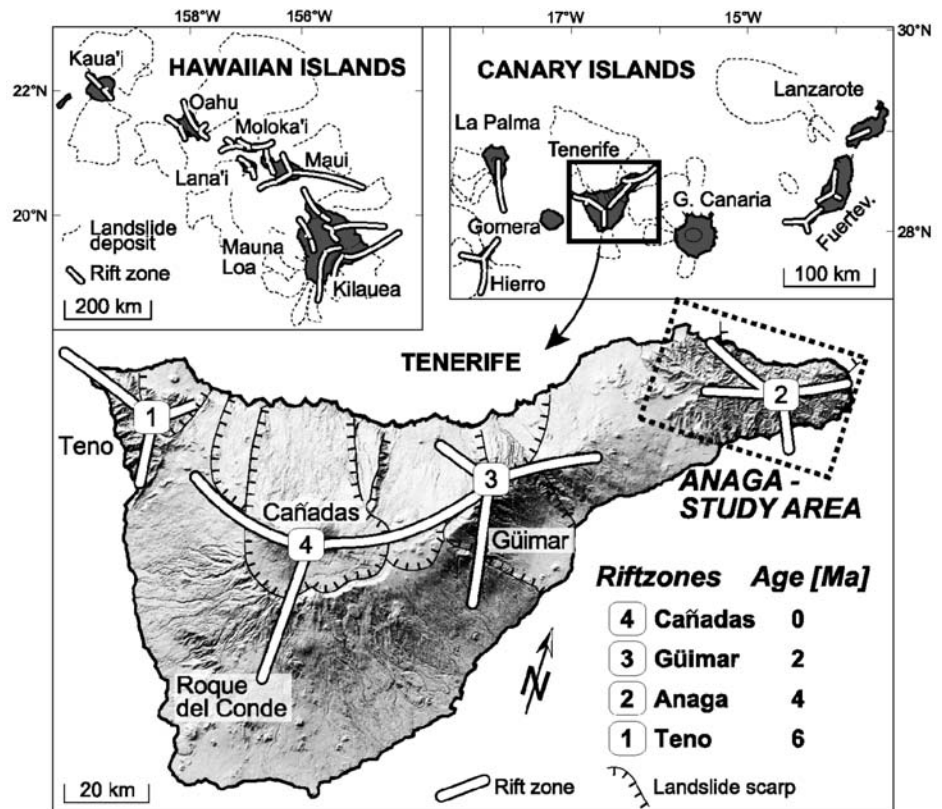 158°W
156°W
17°W
15°W
30°N
Kaua'i
HAWAIIAN ISLANDS
CANARY ISLANDS
22°N
Oahu
Lanzarote
Moloka'i
La Palma
Tenerife
Maui
Lana'i
20°N
G. Canaria
28°N
Landslide
deposit
Mauna
Loa
Gomera
Fuertev.
Rift zone
Kilauea
Hierro
200 km
100 km
TENERIFE
1
2
Teno
3
ANAGA -
STUDY AREA
Cañadas
4
Güimar
Riftzones Age [Ma]
4 Cañadas 0
3 Güimar 2
2 Anaga 4
1 Teno 6
N
Roque
del Conde
20 km
Rift zone
Landslide scarp